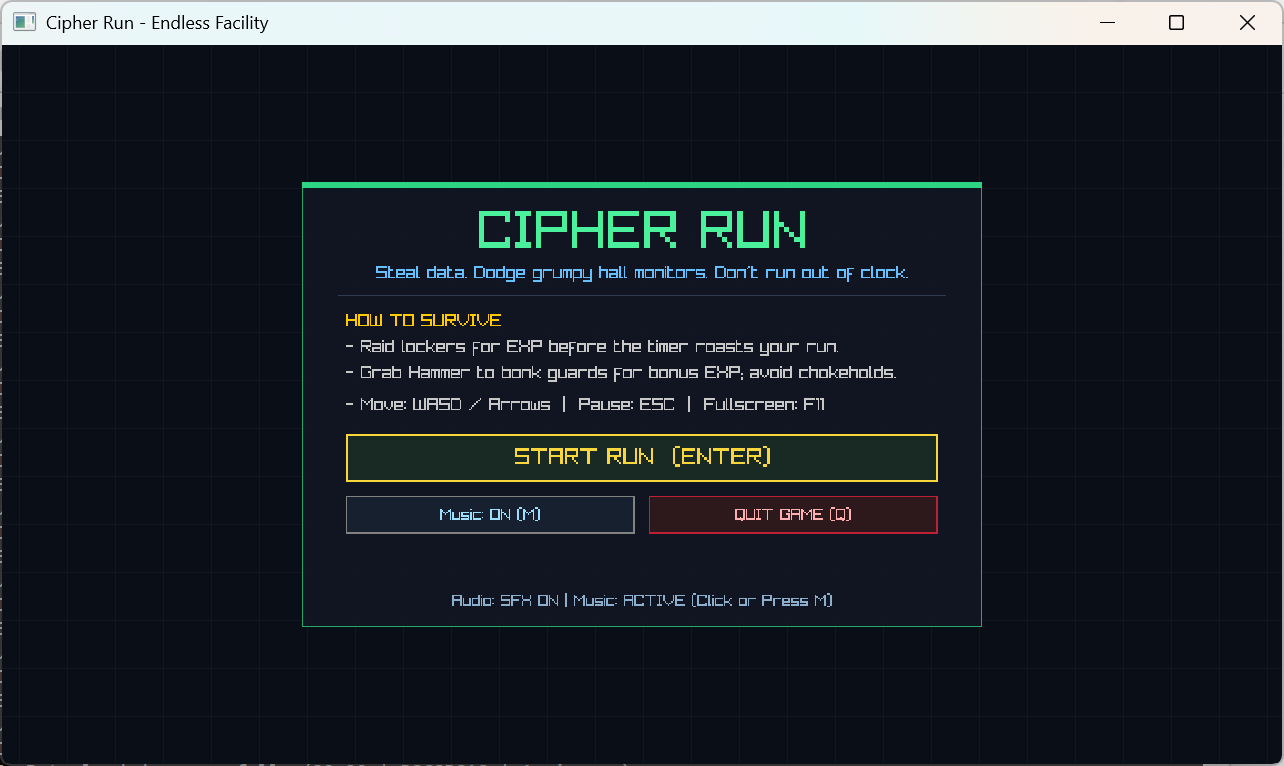 Cipher Run - Endless Facility
CIPHER RUN
Steal data. Dodge grumpy hall monitors. Don't run out of clock.
HOW TO SURVIVE
- Raid lockers for EXP before the timer roasts your run.
- Grab Hammer to bonk guards for bonus EXP; avoid chokeholds.
- Move: WASD / Arrows | Pause: ESC | Fullscreen: F11
START RUN (ENTER)
Music: ON (M)
QUIT GAME (Q)
Audio: SFX ON | Music: ACTIVE (Click or Press M)